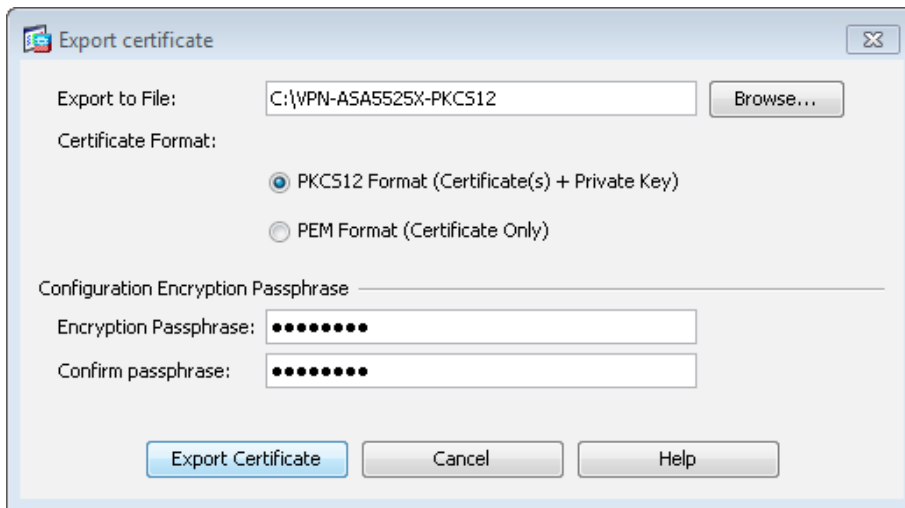 Export certificate
Export to File: C:\VPN-ASA5525X-PKCS12 Browse...
Certificate Format:
PKCS12 Format (Certificate(s) + Private Key)
PEM Format (Certificate Only)
Configuration Encryption Passphrase
Encryption Passphrase: ●●●●●●●●
Confirm passphrase: ●●●●●●●●
Export Certificate Cancel Help